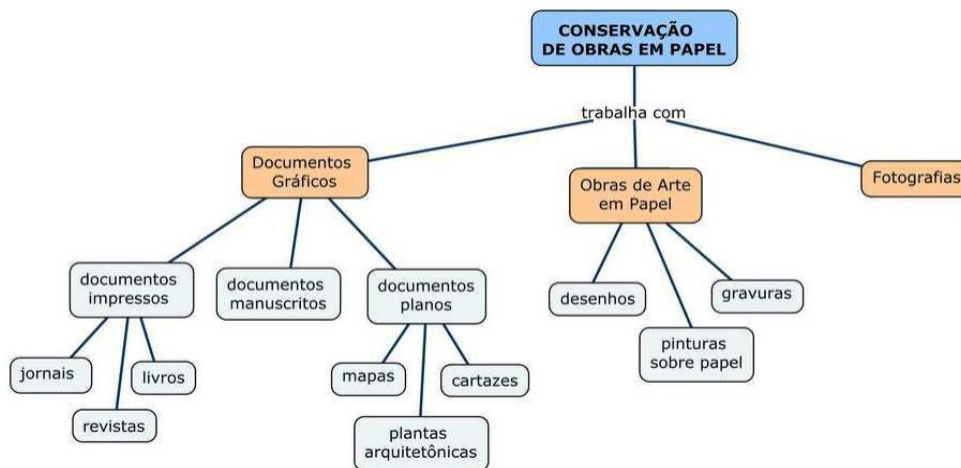 CONSERVAÇÃO
DE OBRAS EM PAPEL
trabalha com
Documentos
Gráficos
Obras de Arte
em Papel
Fotografias
documentos
impressos
documentos
manuscritos
documentos
planos
desenhos
gravuras
pinturas
sobre papel
jornais
livros
revistas
mapas
cartazes
plantas
arquitetônicas